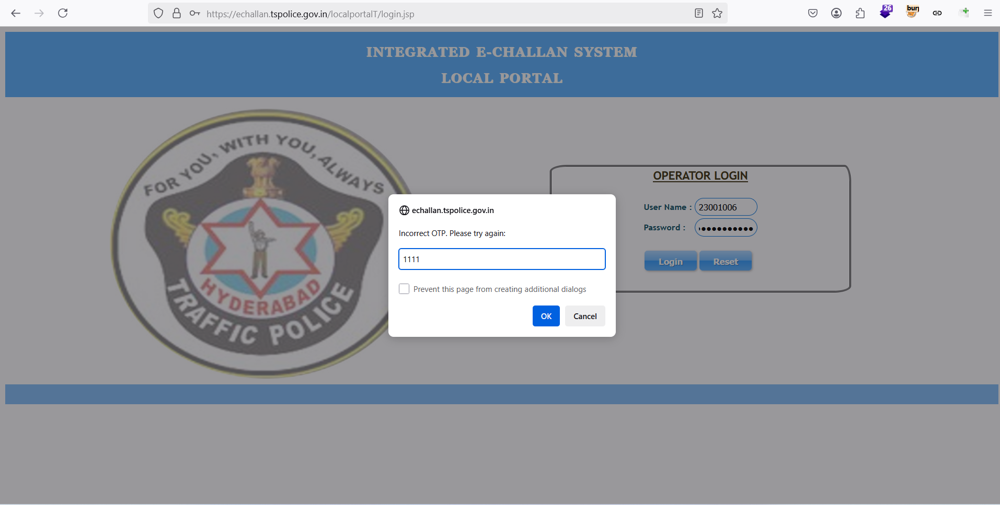 https://echallan.tspolice.gov.in/localportalT/login.jsp
26
burp
INTEGRATED E-CHALLAN SYSTEM
LOCAL PORTAL
FOR YOU, WITH YOU, ALWAYS
HYDERABAD
TRAFFIC POLICE
OPERATOR LOGIN
User Name : 23001006
Password :
Login Reset
echallan.tspolice.gov.in
Incorrect OTP. Please try again:
1111
Prevent this page from creating additional dialogs
OK Cancel